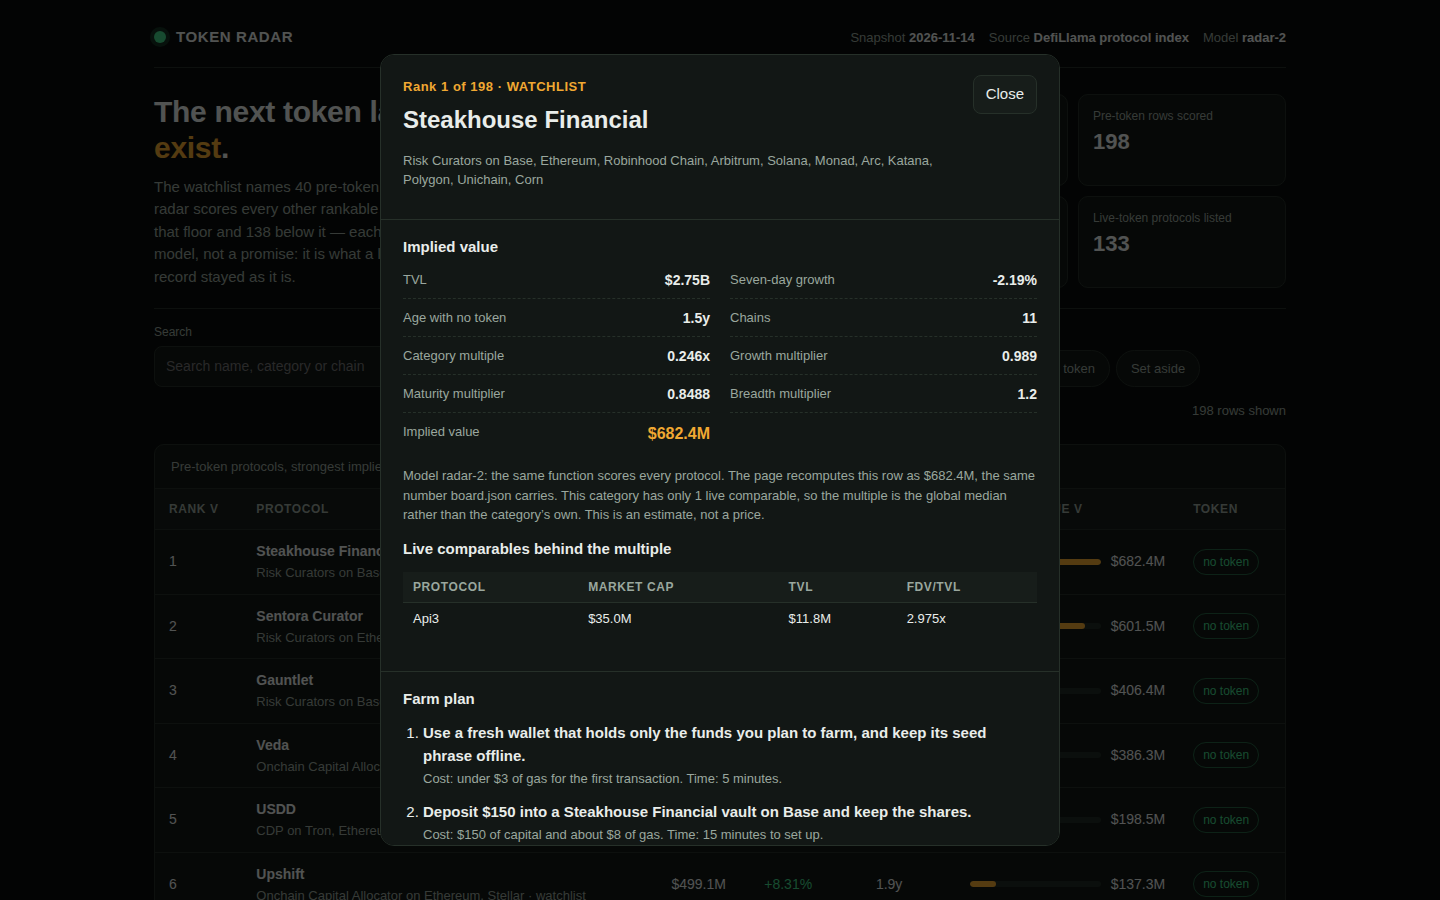 TOKEN RADAR
Snapshot 2026-11-14 Source DefiLlama protocol index Model radar-2
The next token la
exist.
The watchlist names 40 pre-token
radar scores every other rankable
that floor and 138 below it — each
model, not a promise: it is what a
record stayed as it is.
Pre-token rows scored
198
Live-token protocols listed
133
Search
Search name, category or chain
token
Set aside
198 rows shown
Pre-token protocols, strongest implie
RANK V PROTOCOL E V TOKEN
1 Steakhouse Financ $682.4M no token
Risk Curators on Bas
2 Sentora Curator $601.5M no token
Risk Curators on Ethe
3 Gauntlet $406.4M no token
Risk Curators on Bas
4 Veda $386.3M no token
Onchain Capital Alloc
5 USDD $198.5M no token
CDP on Tron, Ethereu
6 Upshift $499.1M +8.31% 1.9y $137.3M no token
Onchain Capital Allocator on Ethereum, Stellar · watchlist
Rank 1 of 198 · WATCHLIST
Close
Steakhouse Financial
Risk Curators on Base, Ethereum, Robinhood Chain, Arbitrum, Solana, Monad, Arc, Katana,
Polygon, Unichain, Corn
Implied value
TVL $2.75B Seven-day growth -2.19%
Age with no token 1.5y Chains 11
Category multiple 0.246x Growth multiplier 0.989
Maturity multiplier 0.8488 Breadth multiplier 1.2
Implied value $682.4M
Model radar-2: the same function scores every protocol. The page recomputes this row as $682.4M, the same
number board.json carries. This category has only 1 live comparable, so the multiple is the global median
rather than the category's own. This is an estimate, not a price.
Live comparables behind the multiple
PROTOCOL MARKET CAP TVL FDV/TVL
Api3 $35.0M $11.8M 2.975x
Farm plan
1. Use a fresh wallet that holds only the funds you plan to farm, and keep its seed
phrase offline.
Cost: under $3 of gas for the first transaction. Time: 5 minutes.
2. Deposit $150 into a Steakhouse Financial vault on Base and keep the shares.
Cost: $150 of capital and about $8 of gas. Time: 15 minutes to set up.